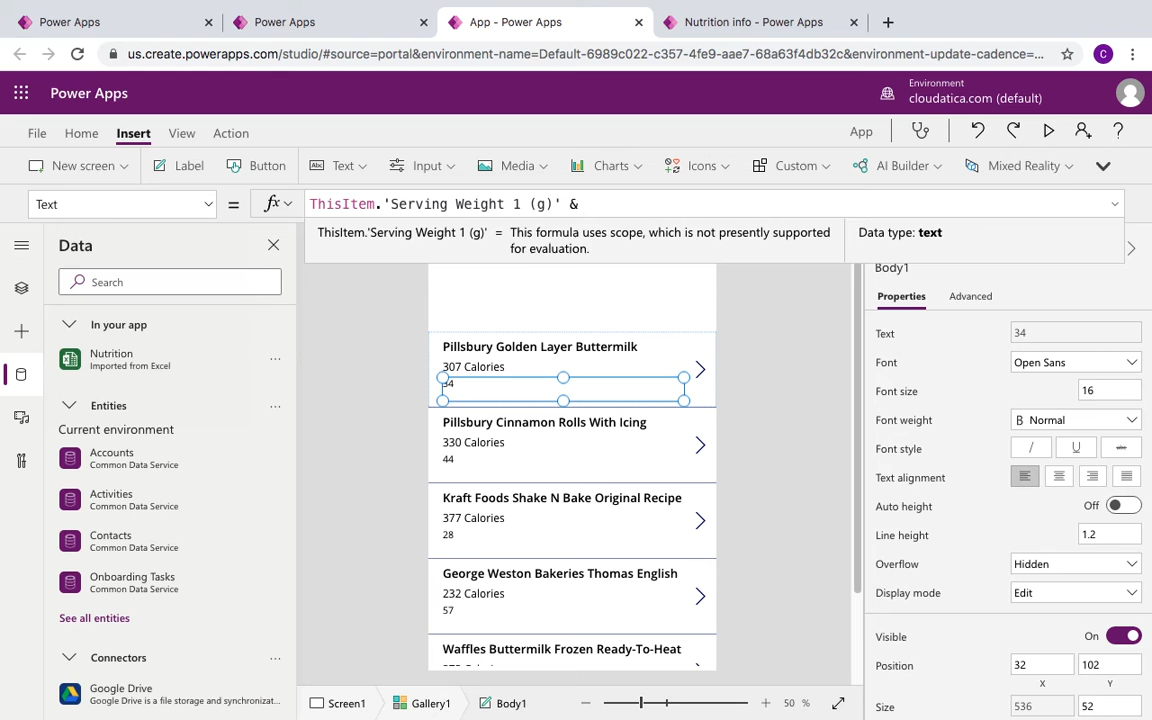 Power Apps
Power Apps
App - Power Apps
Nutrition info - Power Apps
us.create.powerapps.com/studio/#source=portal&environment-name=Default-6989c022-c357-4fe9-aae7-68a63f4db32c&environment-update-cadence=...
C
Power Apps
Environment
cloudatica.com (default)
File
Home
Insert
View
Action
App
New screen
Label
Button
Abc Text
Input
Media
Charts
Icons
Custom
AI Builder
Mixed Reality
Text
= fx
ThisItem.'Serving Weight 1 (g)' &
ThisItem.'Serving Weight 1 (g)' = This formula uses scope, which is not presently supported for evaluation.
Data type: text
Data
Search
In your app
Nutrition
Imported from Excel
Entities
Current environment
Accounts
Common Data Service
Activities
Common Data Service
Contacts
Common Data Service
Onboarding Tasks
Common Data Service
See all entities
Connectors
Google Drive
Google Drive is a file storage and synchronizat...
Pillsbury Golden Layer Buttermilk
307 Calories
34
Pillsbury Cinnamon Rolls With Icing
330 Calories
44
Kraft Foods Shake N Bake Original Recipe
377 Calories
28
George Weston Bakeries Thomas English
232 Calories
57
Waffles Buttermilk Frozen Ready-To-Heat
Screen1
Gallery1
Body1
50 %
Body1
Properties
Advanced
Text
34
Font
Open Sans
Font size
16
Font weight
B Normal
Font style
Text alignment
Auto height
Off
Line height
1.2
Overflow
Hidden
Display mode
Edit
Visible
On
Position
32
102
X
Y
Size
536
52